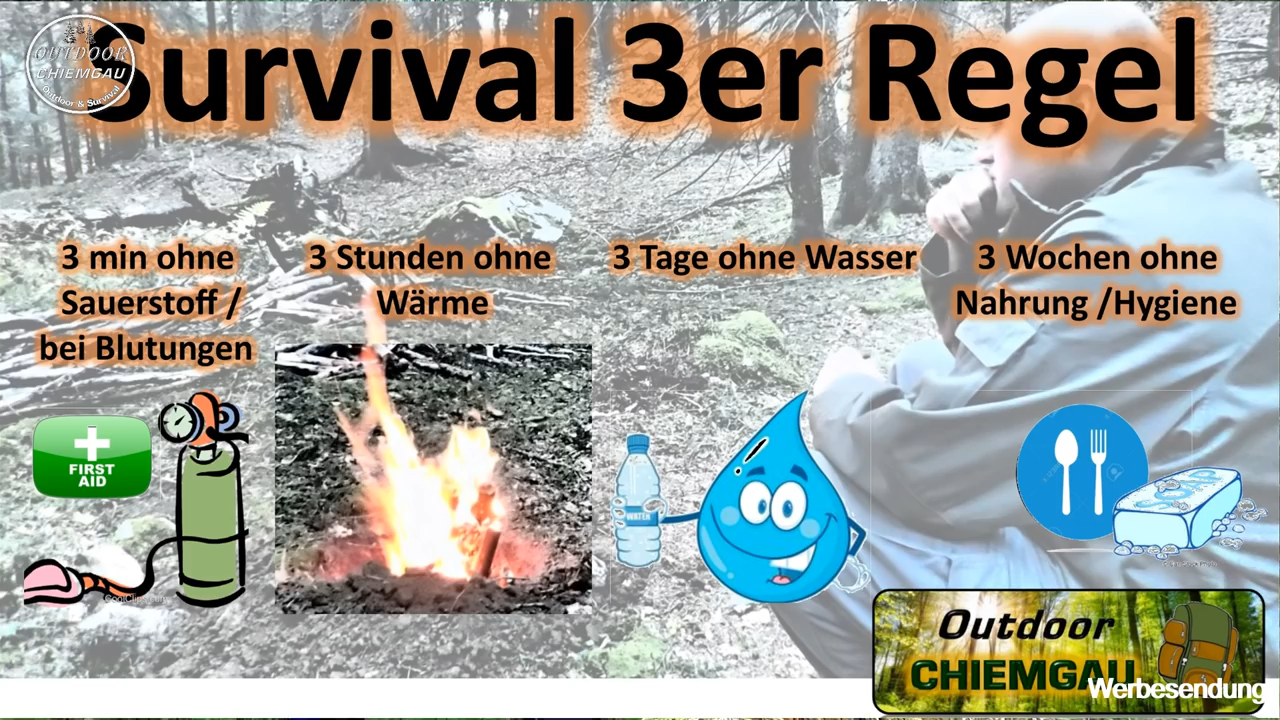 OUTDOOR
CHIEMGAU
Outdoor & Survival
Survival 3er Regel
3 min ohne
Sauerstoff /
bei Blutungen
3 Stunden ohne
Wärme
3 Tage ohne Wasser
3 Wochen ohne
Nahrung /Hygiene
FIRST
AID
WATER
Outdoor
CHIEMGAU
Werbesendung